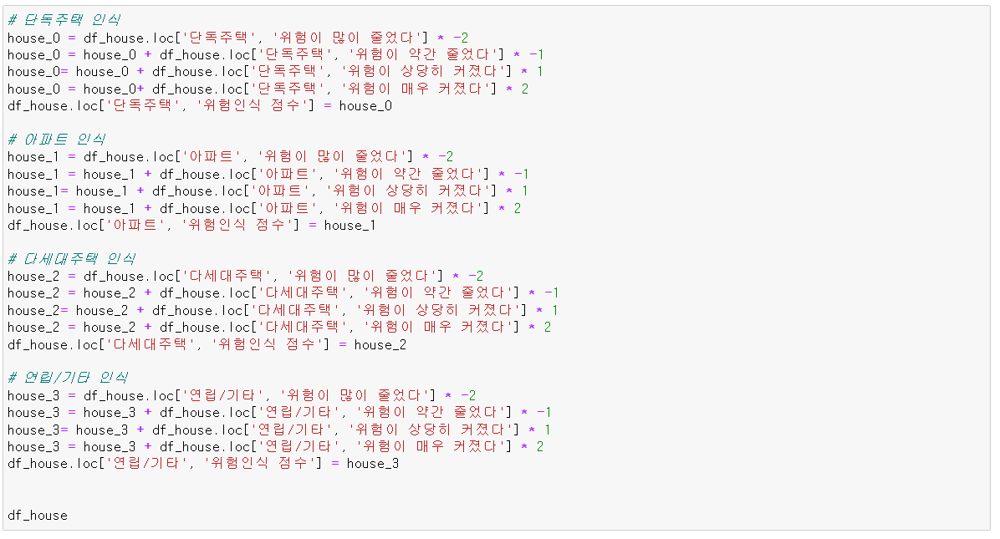 # 단독주택 인식
house_0 = df_house.loc['단독주택', '위험이 많이 줄었다'] * -2
house_0 = house_0 + df_house.loc['단독주택', '위험이 약간 줄었다'] * -1
house_0= house_0 + df_house.loc['단독주택', '위험이 상당히 커졌다'] * 1
house_0 = house_0+ df_house.loc['단독주택', '위험이 매우 커졌다'] * 2
df_house.loc['단독주택', '위험인식 점수'] = house_0
# 아파트 인식
house_1 = df_house.loc['아파트', '위험이 많이 줄었다'] * -2
house_1 = house_1 + df_house.loc['아파트', '위험이 약간 줄었다'] * -1
house_1= house_1 + df_house.loc['아파트', '위험이 상당히 커졌다'] * 1
house_1 = house_1 + df_house.loc['아파트', '위험이 매우 커졌다'] * 2
df_house.loc['아파트', '위험인식 점수'] = house_1
# 다세대주택 인식
house_2 = df_house.loc['다세대주택', '위험이 많이 줄었다'] * -2
house_2 = house_2 + df_house.loc['다세대주택', '위험이 약간 줄었다'] * -1
house_2= house_2 + df_house.loc['다세대주택', '위험이 상당히 커졌다'] * 1
house_2 = house_2 + df_house.loc['다세대주택', '위험이 매우 커졌다'] * 2
df_house.loc['다세대주택', '위험인식 점수'] = house_2
# 연립/기타 인식
house_3 = df_house.loc['연립/기타', '위험이 많이 줄었다'] * -2
house_3 = house_3 + df_house.loc['연립/기타', '위험이 약간 줄었다'] * -1
house_3= house_3 + df_house.loc['연립/기타', '위험이 상당히 커졌다'] * 1
house_3 = house_3 + df_house.loc['연립/기타', '위험이 매우 커졌다'] * 2
df_house.loc['연립/기타', '위험인식 점수'] = house_3
df_house